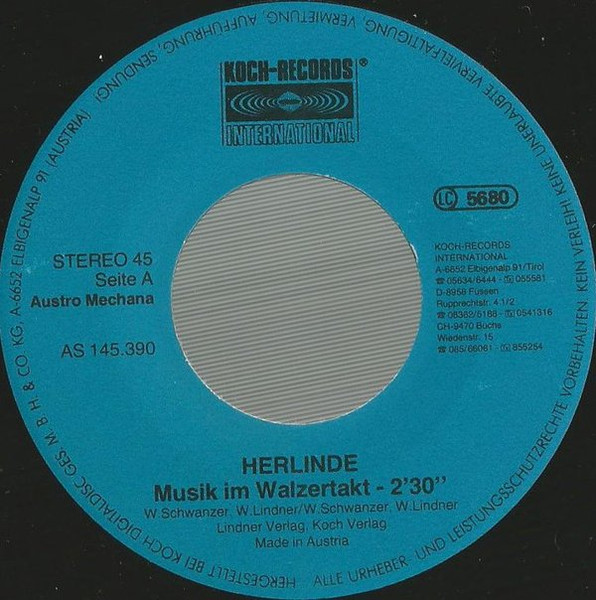 KOCH-RECORDS®
INTERNATIONAL
LC 5680
STEREO 45
Seite A
Austro Mechana
AS 145.390
KOCH-RECORDS
INTERNATIONAL
A-6652 Elbigenalp 91/Tirol
☎ 05634/6444 - 055581
D-8958 Füssen
Rupprechtstr. 4 1/2
☎ 08362/5168 - 0541316
CH-9470 Buchs
Wiedenstr. 15
☎ 085/66061 - 855254
HERLINDE
Musik im Walzertakt - 2'30''
W. Schwanzer, W. Lindner/W. Schwanzer, W. Lindner
Lindner Verlag, Koch Verlag
Made in Austria
HERGESTELLT BEI KOCH DIGITALDISC GES. M. B. H & CO KG, A-6652 ELBIGENALP 91 (AUSTRIA)
ALLE URHEBER- UND LEISTUNGSSCHUTZRECHTE VORBEHALTEN. KEIN VERLEIH! KEINE UNERLAUBTE VERVIELFÄLTIGUNG, VERMIETUNG, AUFFÜHRUNG, SENDUNG!